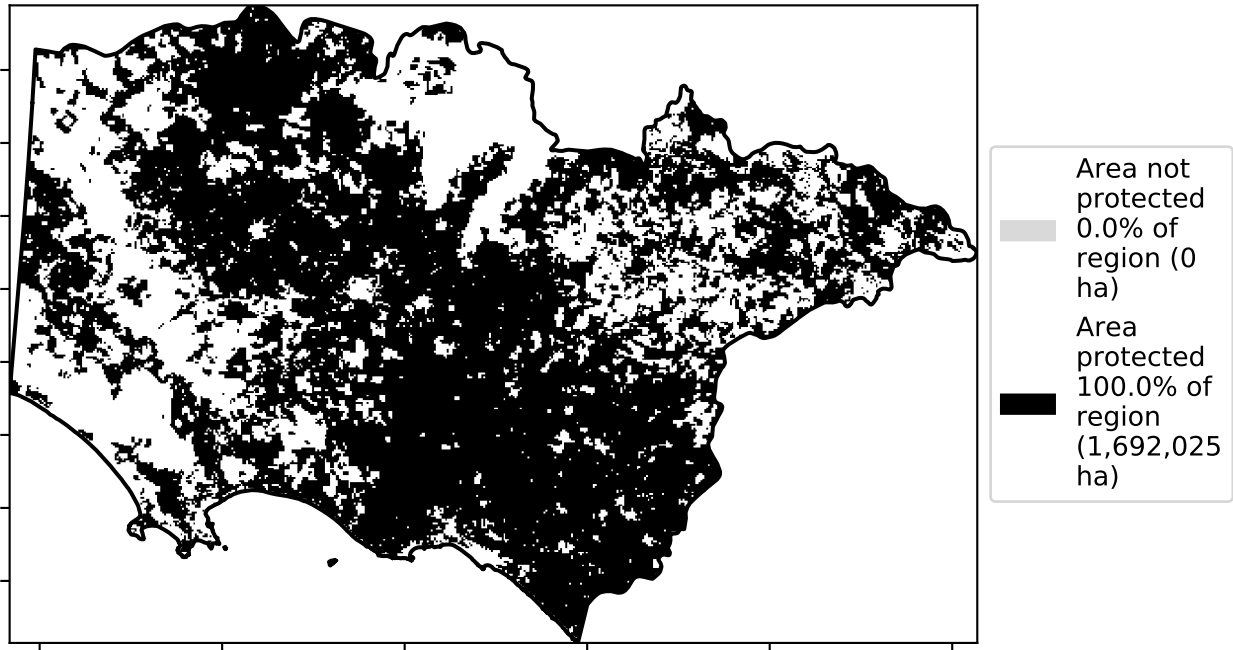 Area not
protected
0.0% of
region (0
ha)
Area
protected
100.0% of
region
(1,692,025
ha)